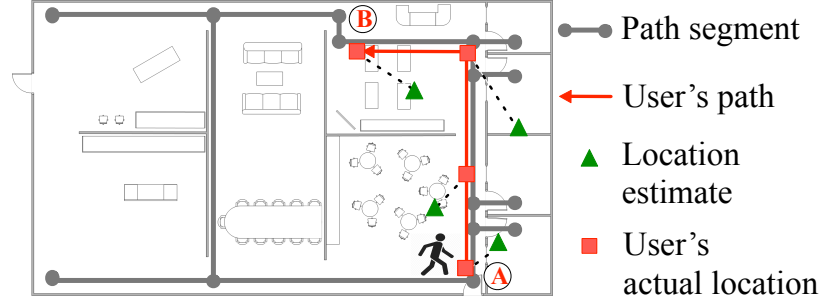 B
Path segment
User's path
Location
estimate
User's
actual location
A